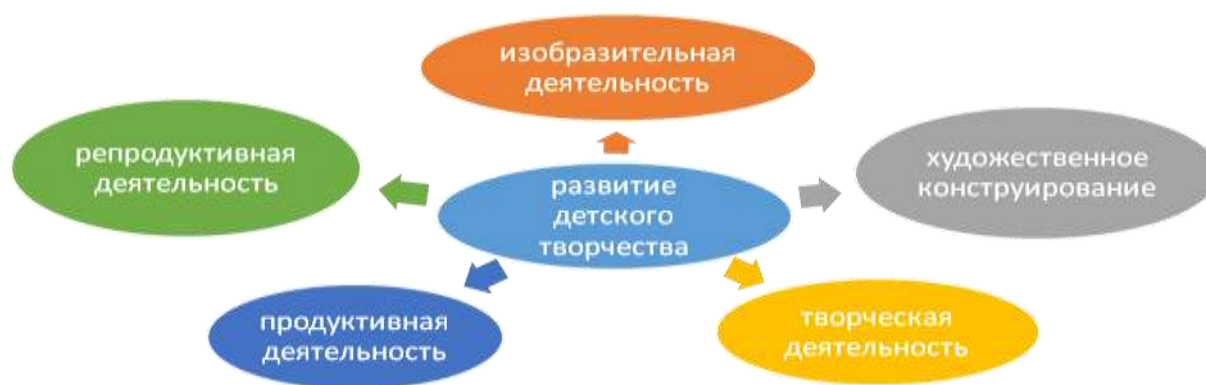 изобразительная
деятельность
репродуктивная
деятельность
развитие
детского
творчества
художественное
конструирование
продуктивная
деятельность
творческая
деятельность